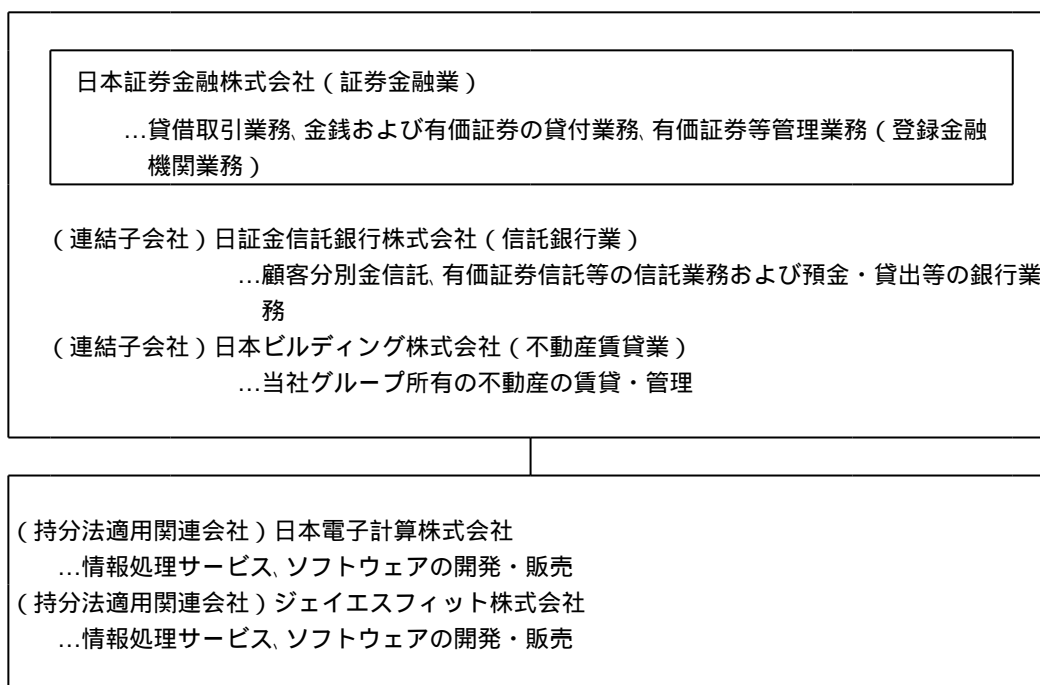 日本証券金融株式会社（証券金融業）
…貸借取引業務、金銭および有価証券の貸付業務、有価証券等管理業務（登録金融
機関業務）
（連結子会社）日証金信託銀行株式会社（信託銀行業）
…顧客分別金信託、有価証券信託等の信託業務および預金・貸出等の銀行業
務
（連結子会社）日本ビルディング株式会社（不動産賃貸業）
…当社グループ所有の不動産の賃貸・管理
（持分法適用関連会社）日本電子計算株式会社
…情報処理サービス、ソフトウェアの開発・販売
（持分法適用関連会社）ジェイエスフィット株式会社
…情報処理サービス、ソフトウェアの開発・販売